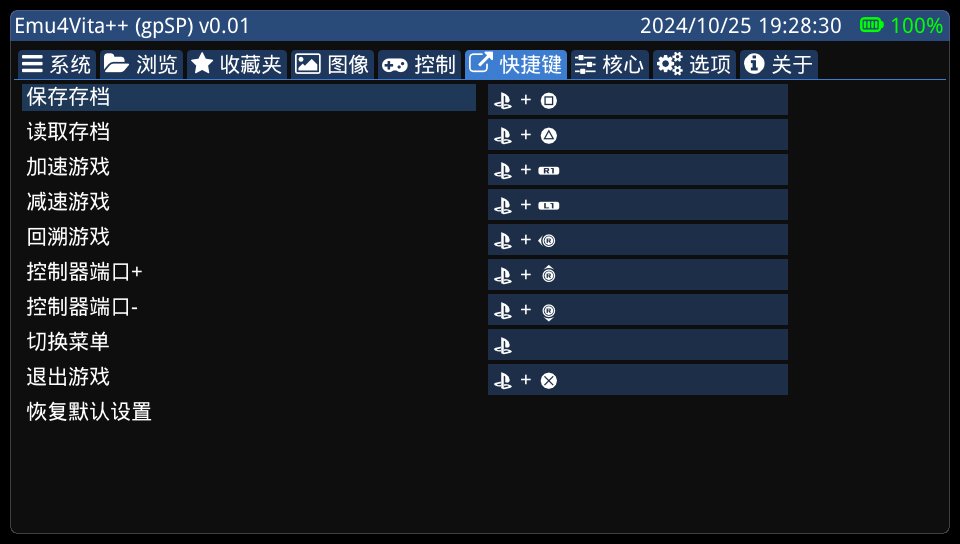 Emu4Vita++ (gpSP) v0.01 2024/10/25 19:28:30 100%
系统 浏览 收藏夹 图像 控制 快捷键 核心 选项 关于
保存存档 +
读取存档 +
加速游戏 + R1
减速游戏 + L1
回溯游戏 + R
控制器端口+ + R
控制器端口- + R
切换菜单
退出游戏 +
恢复默认设置